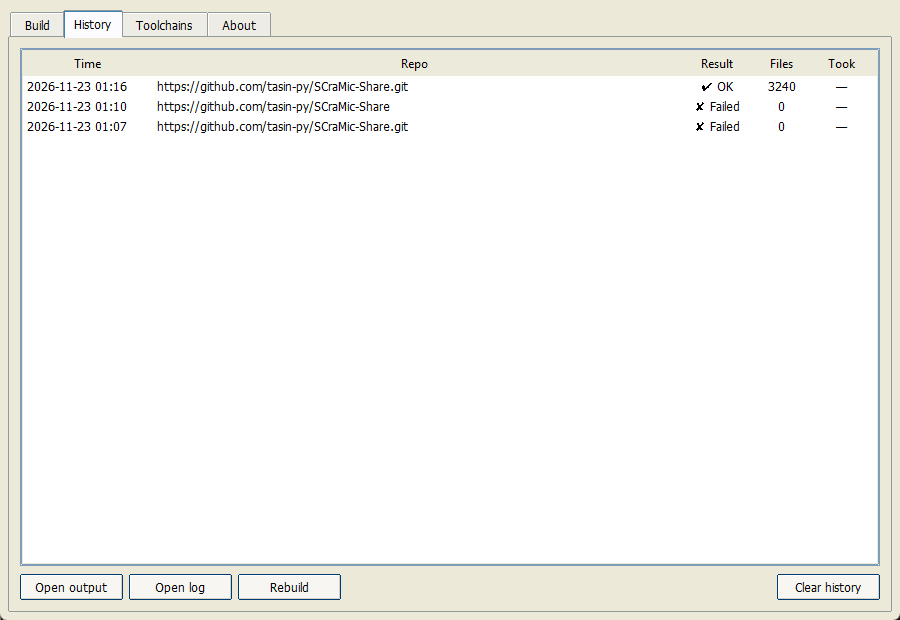 Build History Toolchains About
Time Repo Result Files Took
2026-11-23 01:16 https://github.com/tasin-py/SCraMic-Share.git ✔ OK 3240 —
2026-11-23 01:10 https://github.com/tasin-py/SCraMic-Share ✘ Failed 0 —
2026-11-23 01:07 https://github.com/tasin-py/SCraMic-Share.git ✘ Failed 0 —
Open output Open log Rebuild Clear history